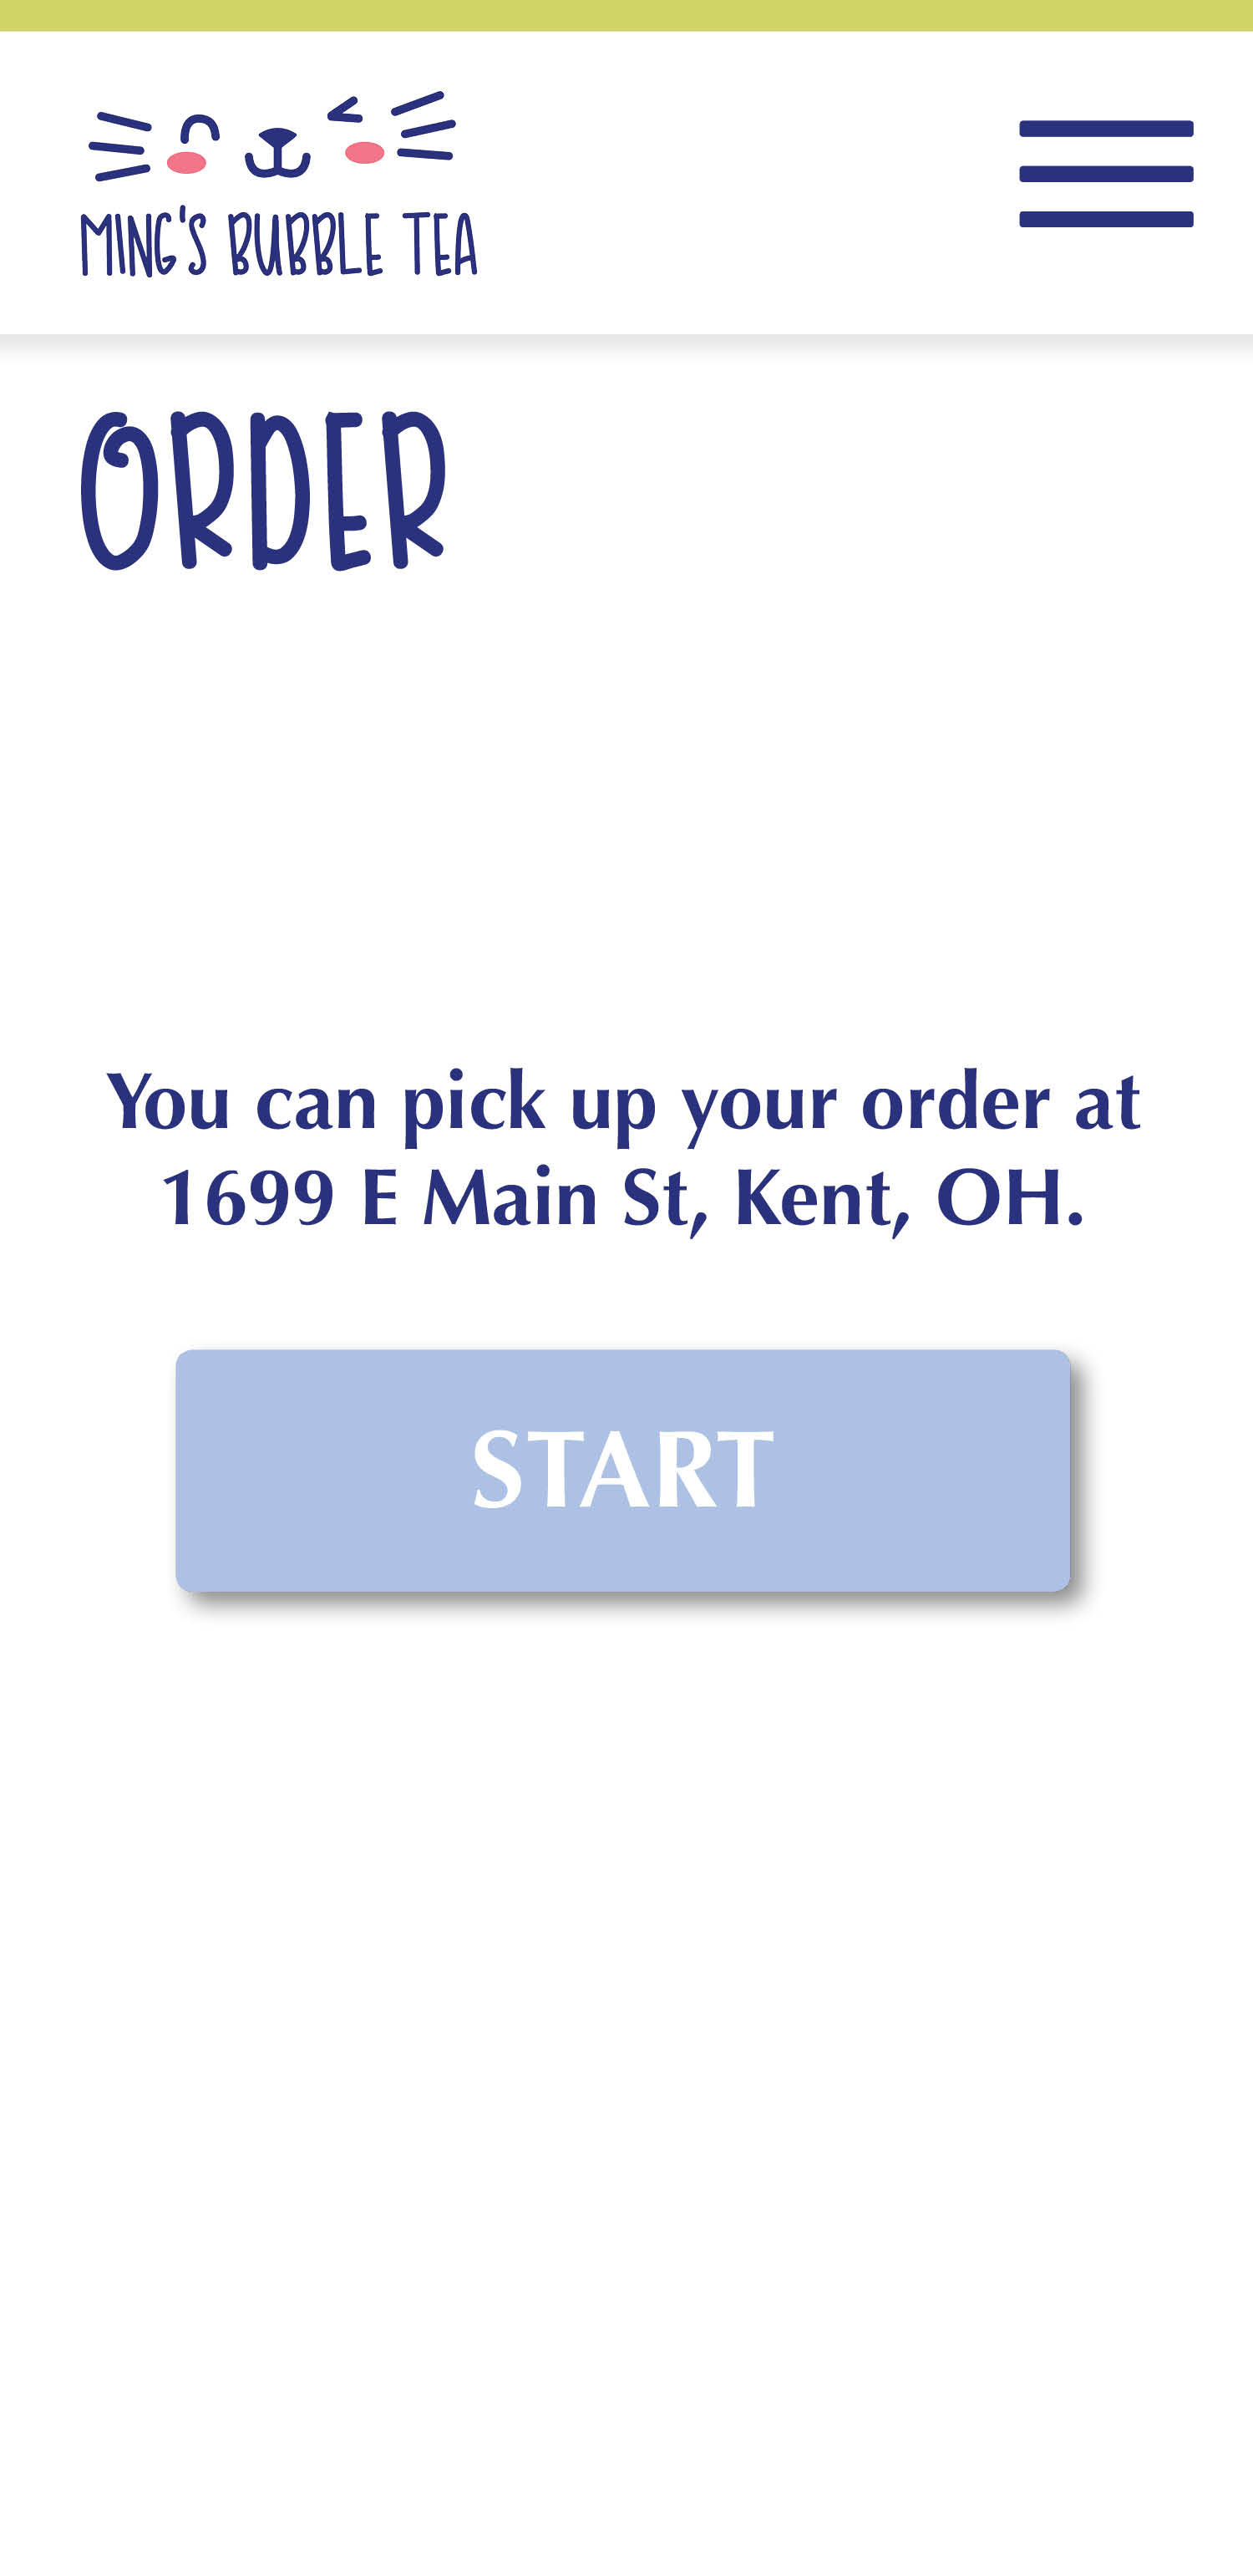 MING'S BUBBLE TEA
ORDER
You can pick up your order at
1699 E Main St, Kent, OH.
START